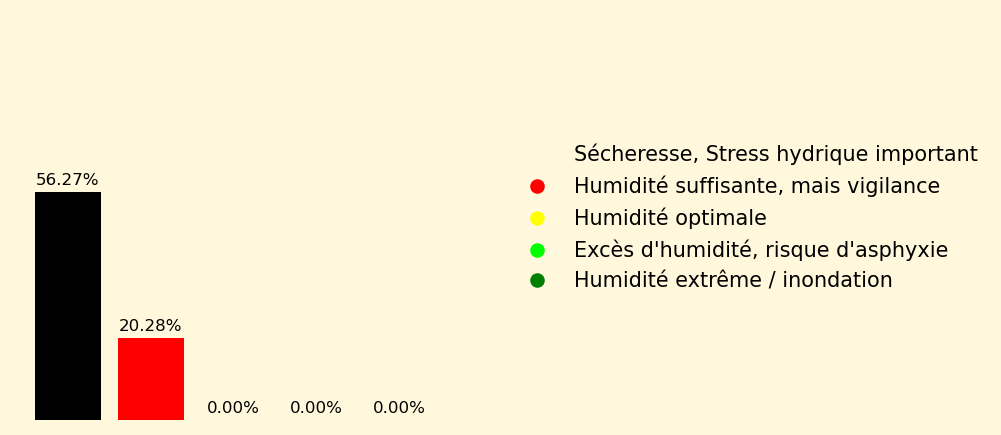 56.27%
20.28%
0.00%
0.00%
0.00%
Sécheresse, Stress hydrique important
Humidité suffisante, mais vigilance
Humidité optimale
Excès d'humidité, risque d'asphyxie
Humidité extrême / inondation